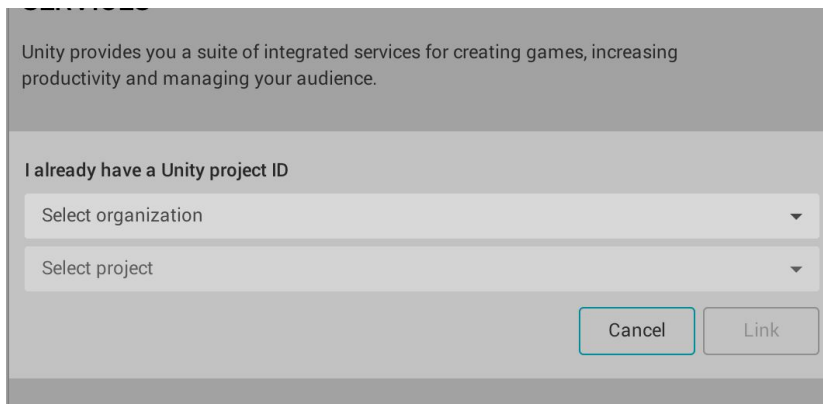 SERVICES
Unity provides you a suite of integrated services for creating games, increasing
productivity and managing your audience.
I already have a Unity project ID
Select organization
Select project
Cancel
Link